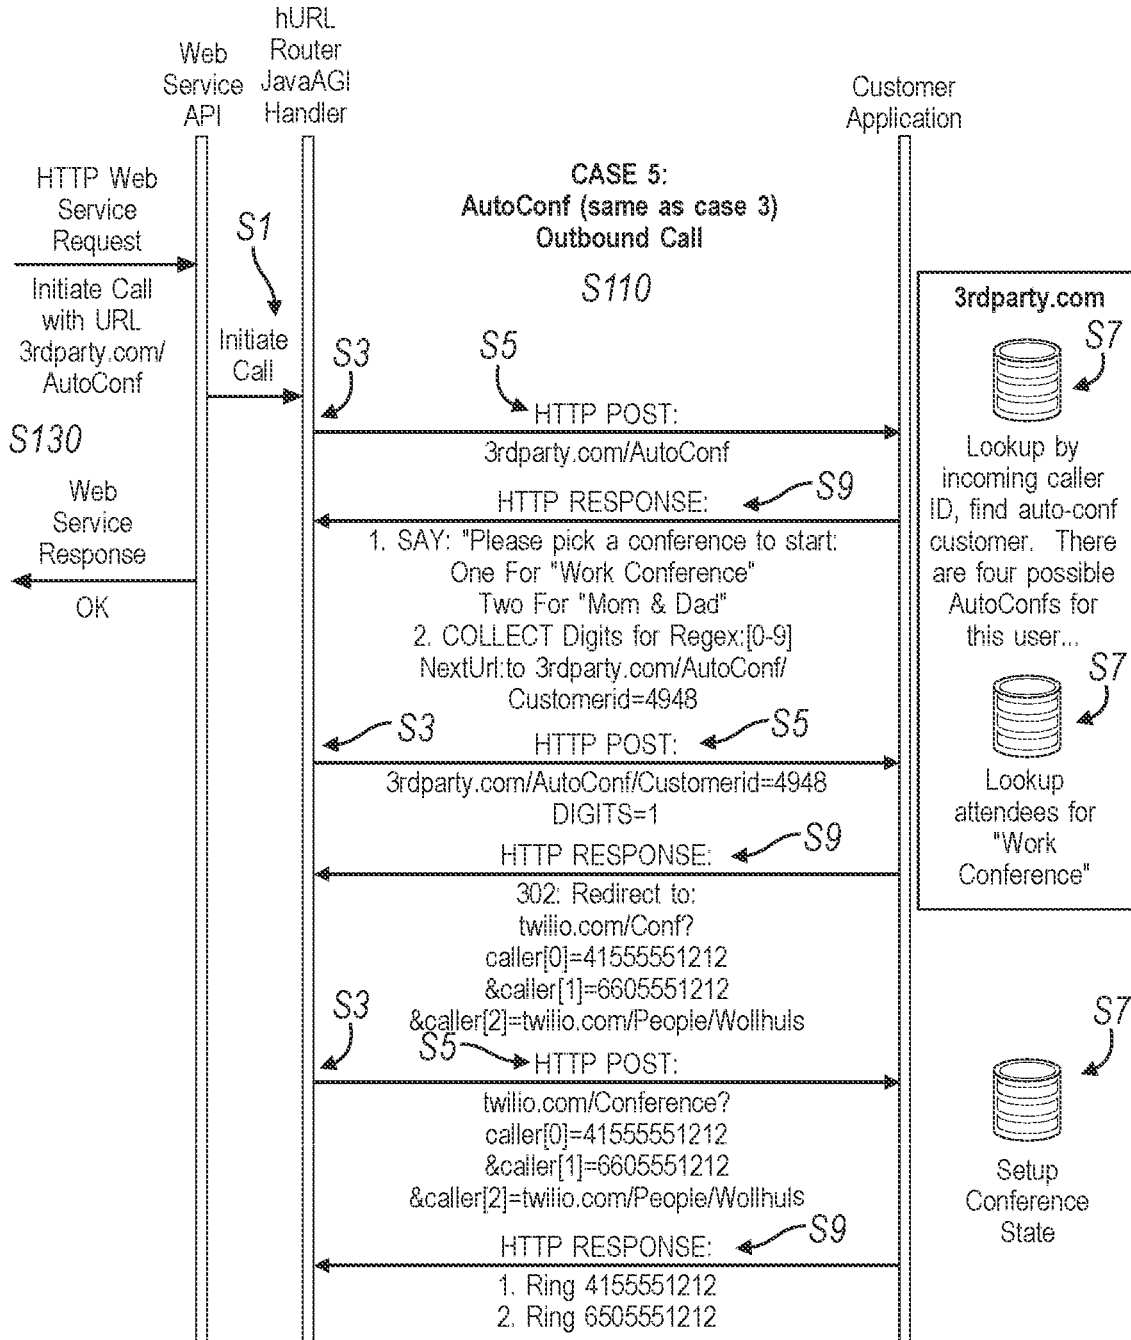 Web
Service
API
hURL
Router
JavaAGI
Handler
Customer
Application
CASE 5:
AutoConf (same as case 3)
Outbound Call
S110
HTTP Web
Service
Request
Initiate Call
with URL
3rdparty.com/
AutoConf
S130
Web
Service
Response
OK
S1
Initiate
Call
S3
S5
HTTP POST:
3rdparty.com/AutoConf
HTTP RESPONSE:
S9
1. SAY: "Please pick a conference to start:
One For "Work Conference"
Two For "Mom & Dad"
2. COLLECT Digits for Regex:[0-9]
NextUrl:to 3rdparty.com/AutoConf/
Customerid=4948
S3
HTTP POST:
S5
3rdparty.com/AutoConf/Customerid=4948
DIGITS=1
HTTP RESPONSE:
S9
302: Redirect to:
twilio.com/Conf?
caller[0]=41555551212
&caller[1]=6605551212
&caller[2]=twilio.com/People/Wollhuls
S3
S5
HTTP POST:
twilio.com/Conference?
caller[0]=41555551212
&caller[1]=6605551212
&caller[2]=twilio.com/People/Wollhuls
HTTP RESPONSE:
S9
1. Ring 4155551212
2. Ring 6505551212
3rdparty.com
S7
Lookup by
incoming caller
ID, find auto-conf
customer. There
are four possible
AutoConfs for
this user...
S7
Lookup
attendees for
"Work
Conference"
S7
Setup
Conference
State